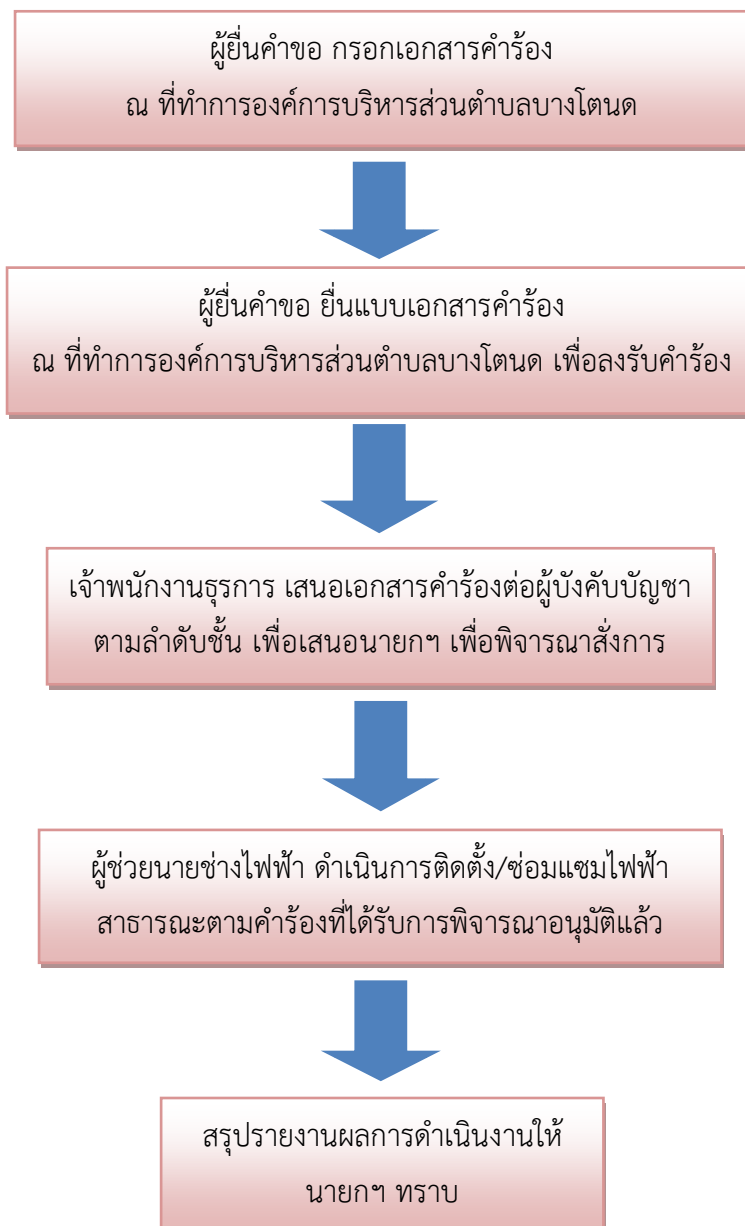 ผู้ยื่นคำขอ กรอกเอกสารคำร้อง
ณ ที่ทำการองค์การบริหารส่วนตำบลบางโตนด
ผู้ยื่นคำขอ ยื่นแบบเอกสารคำร้อง
ณ ที่ทำการองค์การบริหารส่วนตำบลบางโตนด เพื่อลงรับคำร้อง
เจ้าพนักงานธุรการ เสนอเอกสารคำร้องต่อผู้บังคับบัญชา
ตามลำดับชั้น เพื่อเสนอนายกฯ เพื่อพิจารณาสั่งการ
ผู้ช่วยนายช่างไฟฟ้า ดำเนินการติดตั้ง/ซ่อมแซมไฟฟ้า
สาธารณะตามคำร้องที่ได้รับการพิจารณาอนุมัติแล้ว
สรุปรายงานผลการดำเนินงานให้
นายกฯ ทราบ